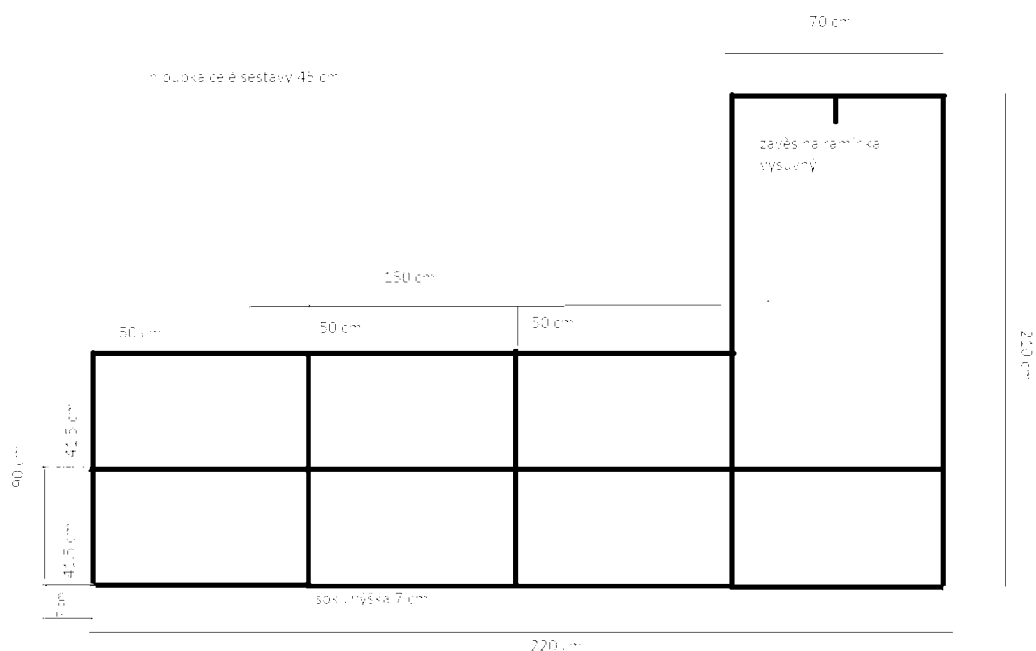 70 cm
hloubka celé sestavy 45 cm
závěs na ramínka
výsuvný
150 cm
50 cm
50 cm
50 cm
210 cm
41.5 cm
90 cm
41.5 cm
7 cm
sokl výška 7 cm
220 cm